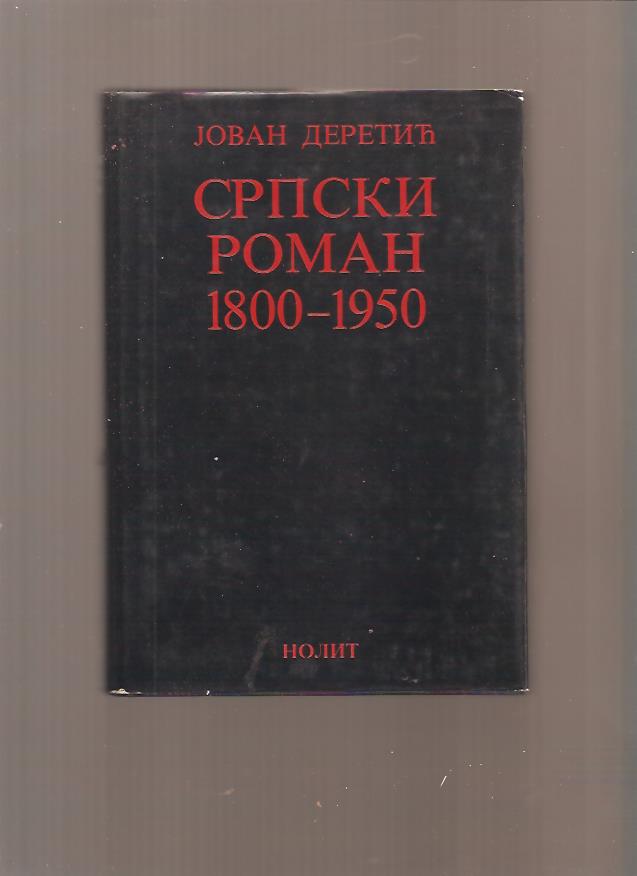 ЈОВАН ДЕРЕТИЋ
СРПСКИ
РОМАН
1800–1950
НОЛИТ